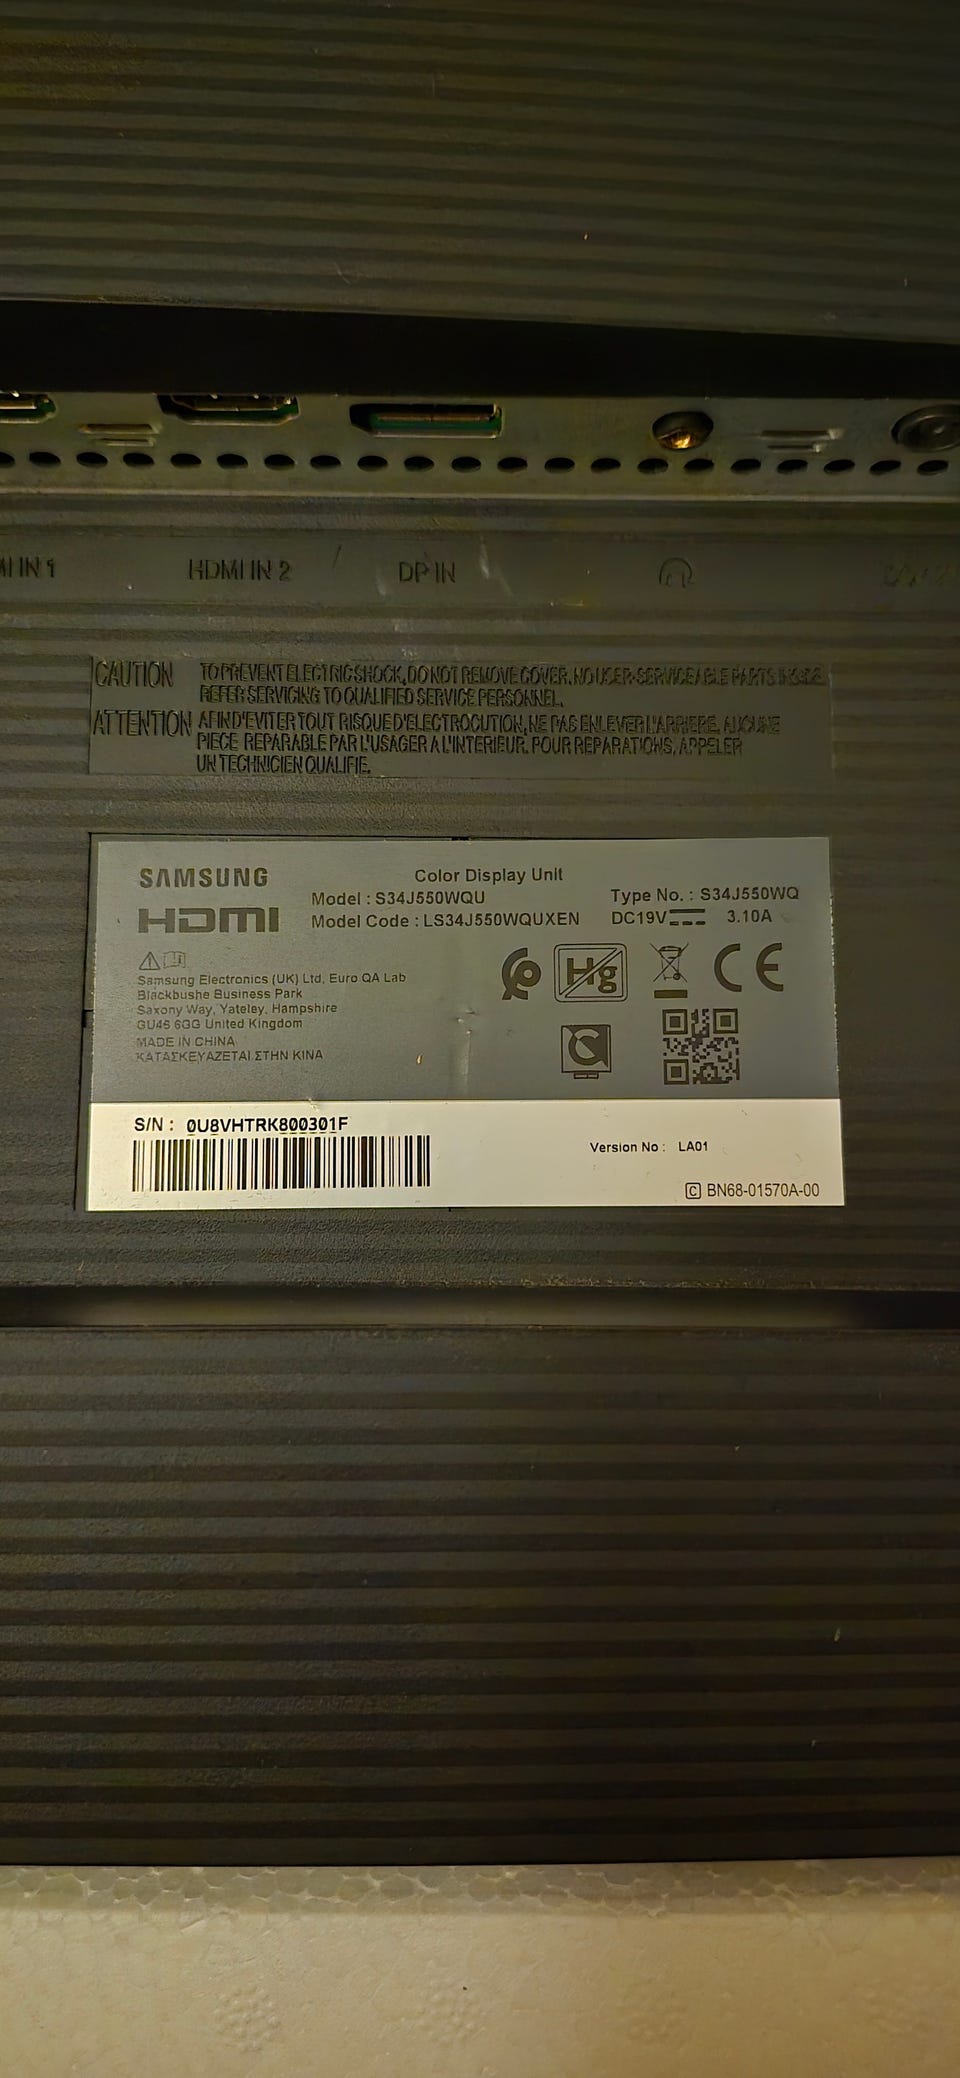 IN 1
HDMI IN 2
DP IN
CAUTION TO PREVENT ELECTRIC SHOCK, DO NOT REMOVE COVER. NO USER-SERVICEABLE PARTS INSIDE.
REFER SERVICING TO QUALIFIED SERVICE PERSONNEL.
ATTENTION AFIN D'EVITER TOUT RISQUE D'ELECTROCUTION, NE PAS ENLEVER L'ARRIERE. AUCUNE
PIECE REPARABLE PAR L'USAGER A L'INTERIEUR. POUR REPARATIONS, APPELER
UN TECHNICIEN QUALIFIE.
SAMSUNG
Color Display Unit
HDMI
Model : S34J550WQU
Type No. : S34J550WQ
Model Code : LS34J550WQUXEN
DC19V 3.10A
Samsung Electronics (UK) Ltd, Euro QA Lab
Blackbushe Business Park
Saxony Way, Yateley, Hampshire
GU46 6GG United Kingdom
MADE IN CHINA
ΚΑΤΑΣΚΕΥΑΖΕΤΑΙ ΣΤΗΝ ΚΙΝΑ
Hg
CE
S/N : 0U8VHTRK800301F
Version No : LA01
C BN68-01570A-00